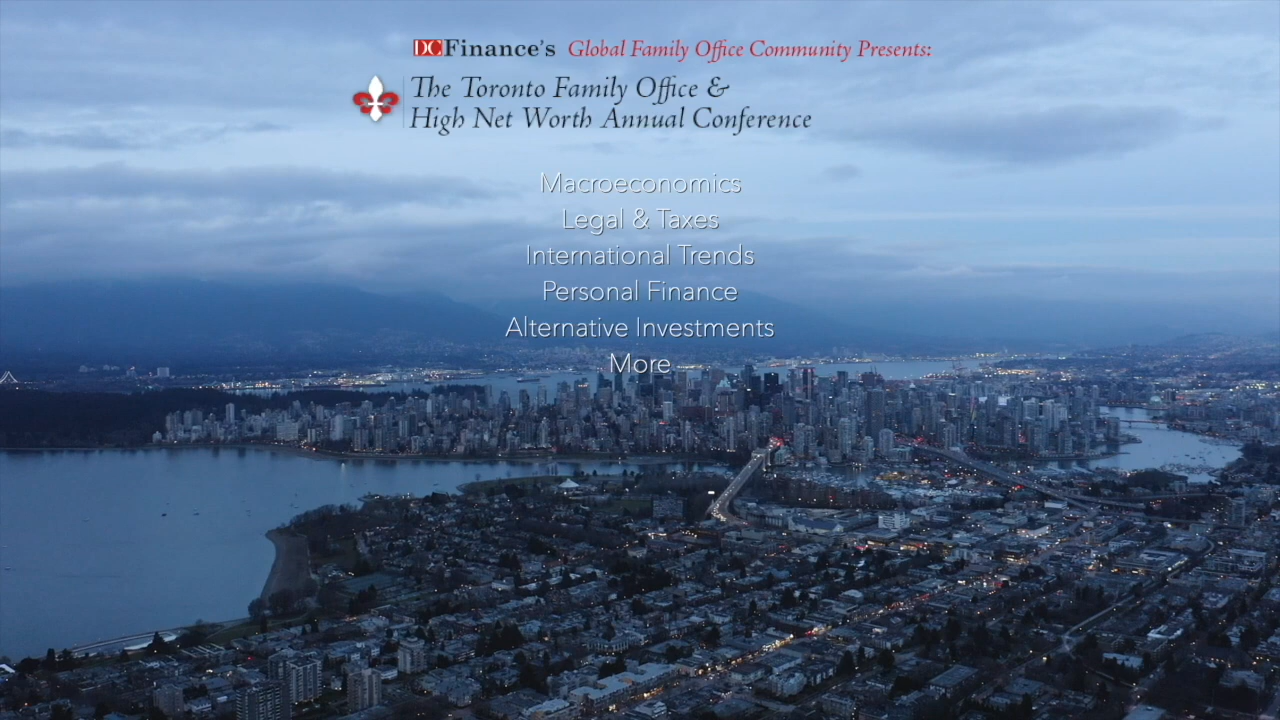 DCFinance's Global Family Office Community Presents:
The Toronto Family Office &
High Net Worth Annual Conference
Macroeconomics
Legal & Taxes
International Trends
Personal Finance
Alternative Investments
More